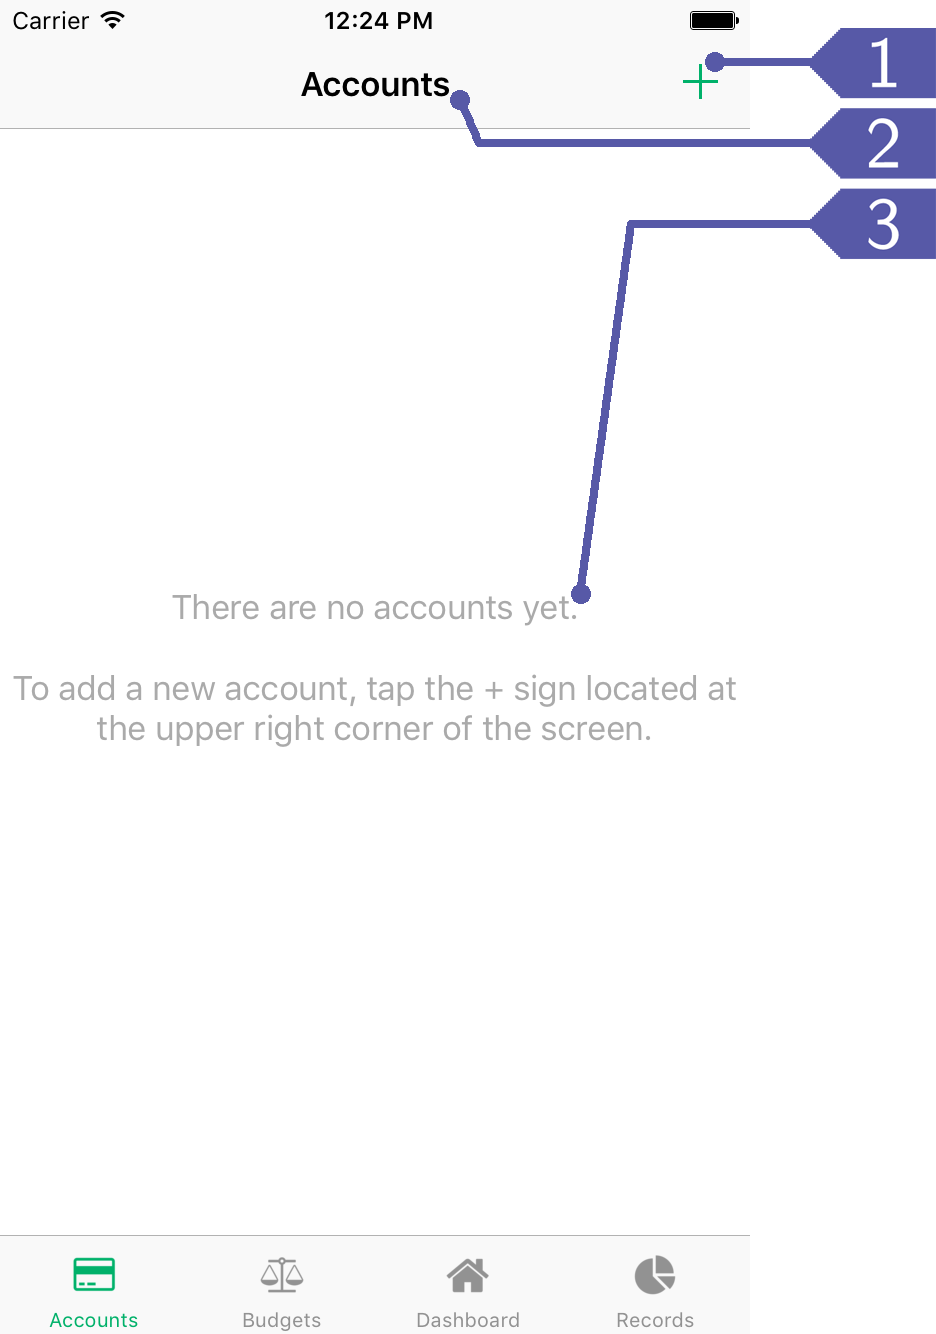 Carrier 12:24 PM
1
Accounts
2
3
There are no accounts yet.
To add a new account, tap the + sign located at
the upper right corner of the screen.
Accounts Budgets Dashboard Records